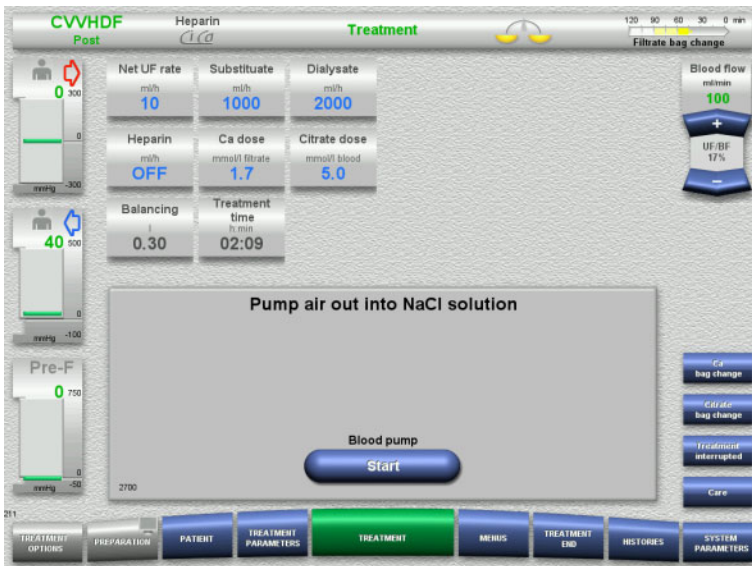 CVVHDF
Post
Heparin
CiCa
Treatment
120 90 60 30 0 min
Filtrate bag change
0
300
0
-300
mmHg
40
500
0
-100
mmHg
Pre-F
0
750
0
-50
mmHg
Net UF rate
ml/h
10
Substituate
ml/h
1000
Dialysate
ml/h
2000
Heparin
ml/h
OFF
Ca dose
mmol/l filtrate
1.7
Citrate dose
mmol/l blood
5.0
Balancing
l
0.30
Treatment
time
h:min
02:09
Blood flow
ml/min
100
+
UF/BF
17%
−
Pump air out into NaCl solution
Blood pump
Start
2700
Ca
bag change
Citrate
bag change
Treatment
interrupted
Care
211
TREATMENT
OPTIONS
PREPARATION
PATIENT
TREATMENT
PARAMETERS
TREATMENT
MENUS
TREATMENT
END
HISTORIES
SYSTEM
PARAMETERS